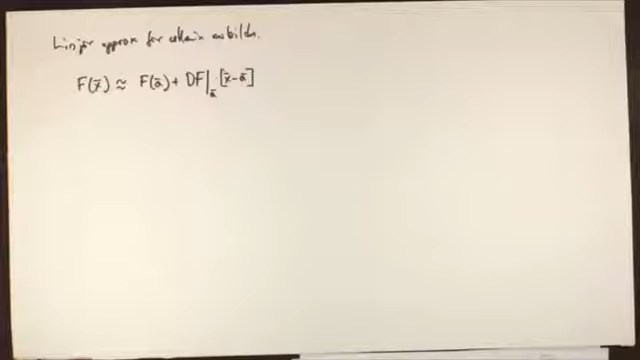 Linjär approx för allmän avbildn.
F(x̄) ≈ F(ā) + DF|ā [x̄-ā]